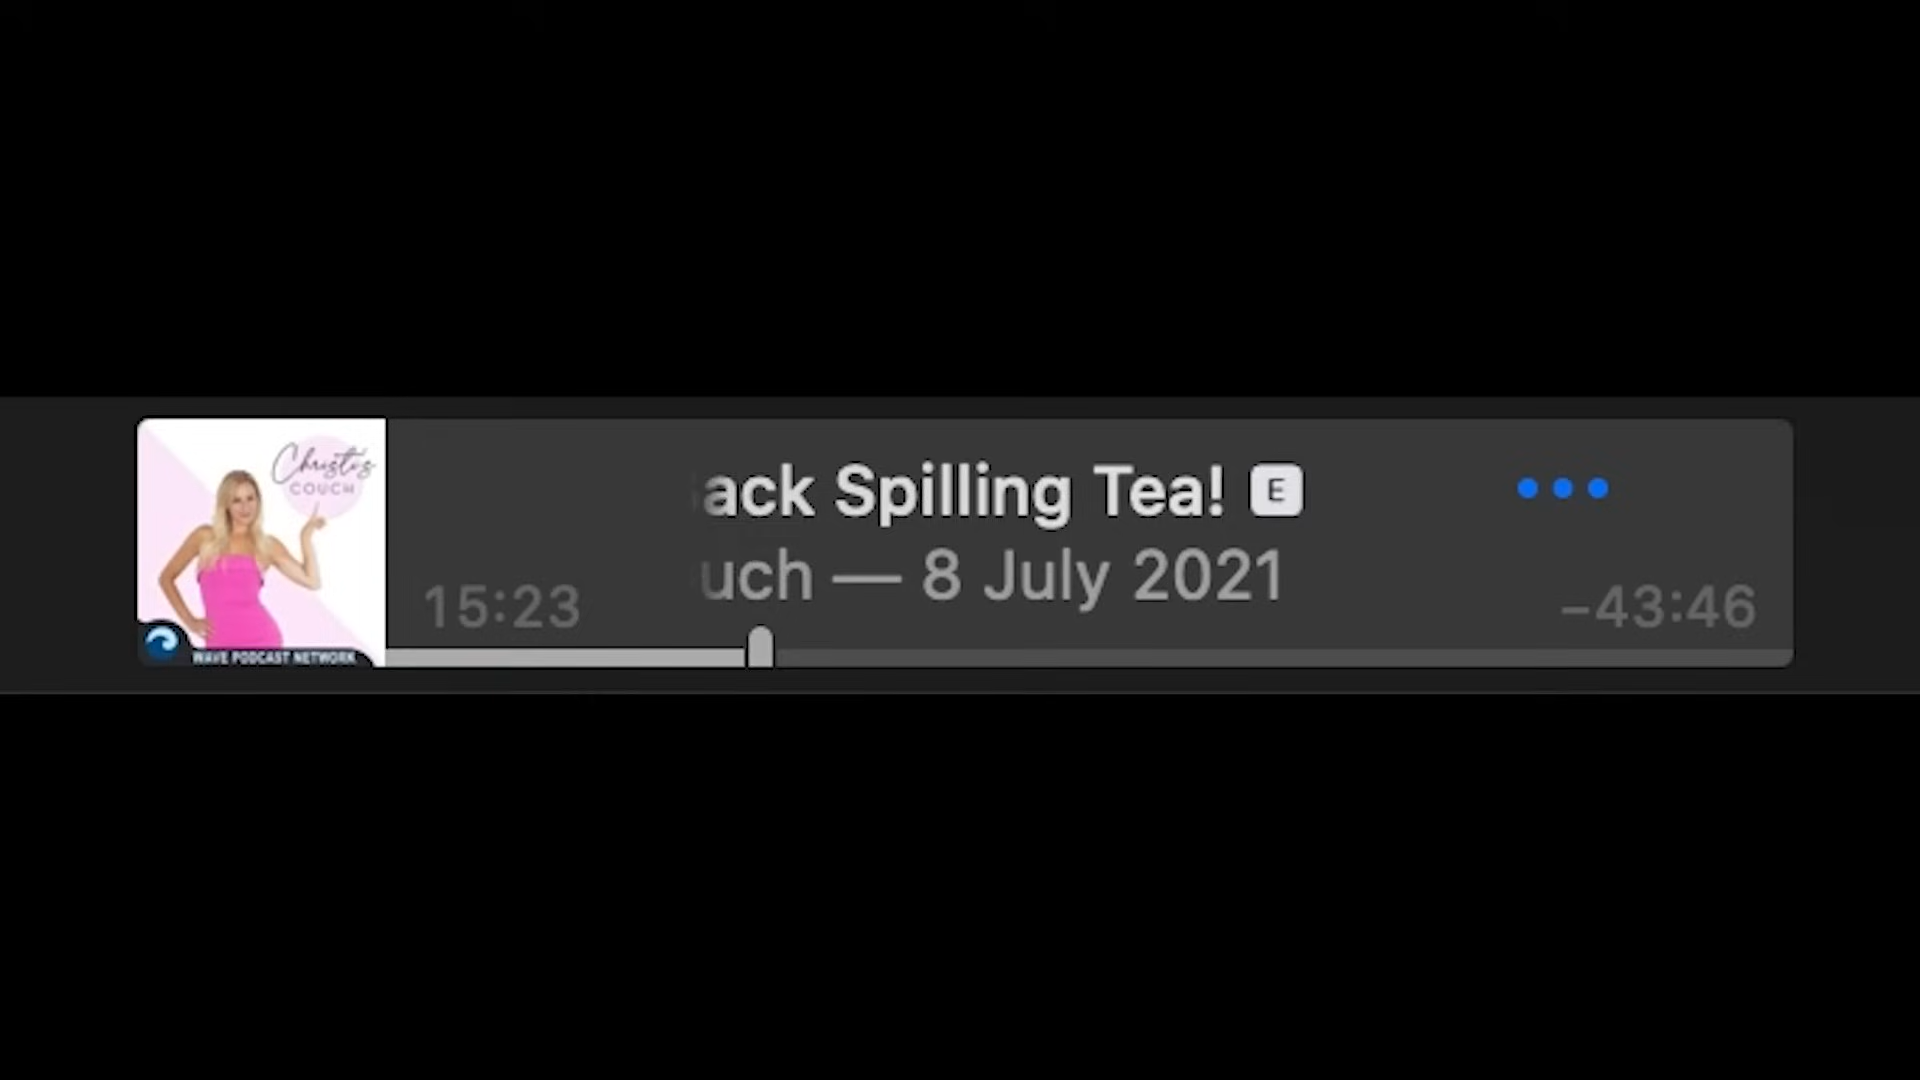 Christo's
COUCH
WAVE PODCAST NETWORK
ack Spilling Tea! E
uch — 8 July 2021
15:23
–43:46